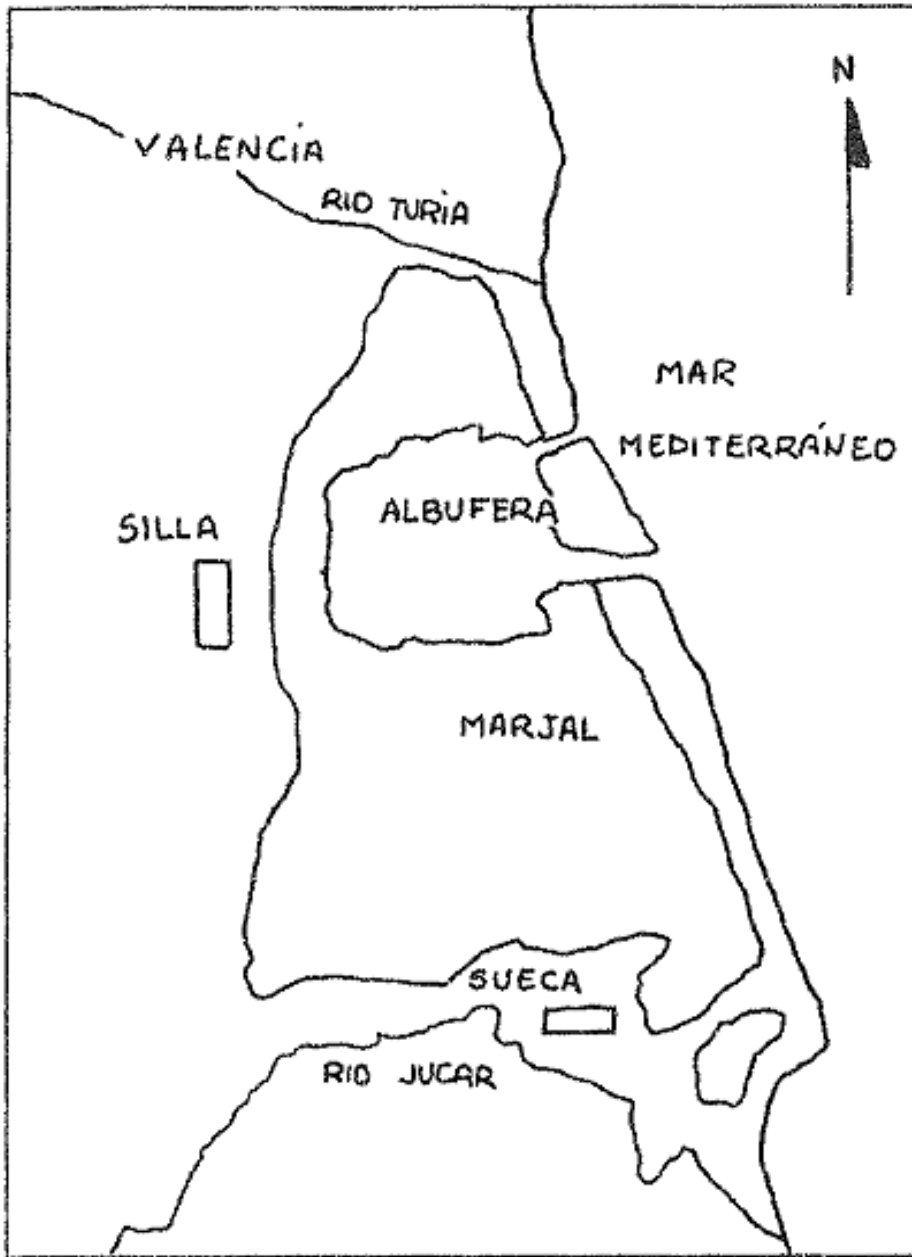 N
VALENCIA
RIO TURIA
MAR
MEDITERRÁNEO
ALBUFERA
SILLA
MARJAL
SUECA
RIO JUCAR